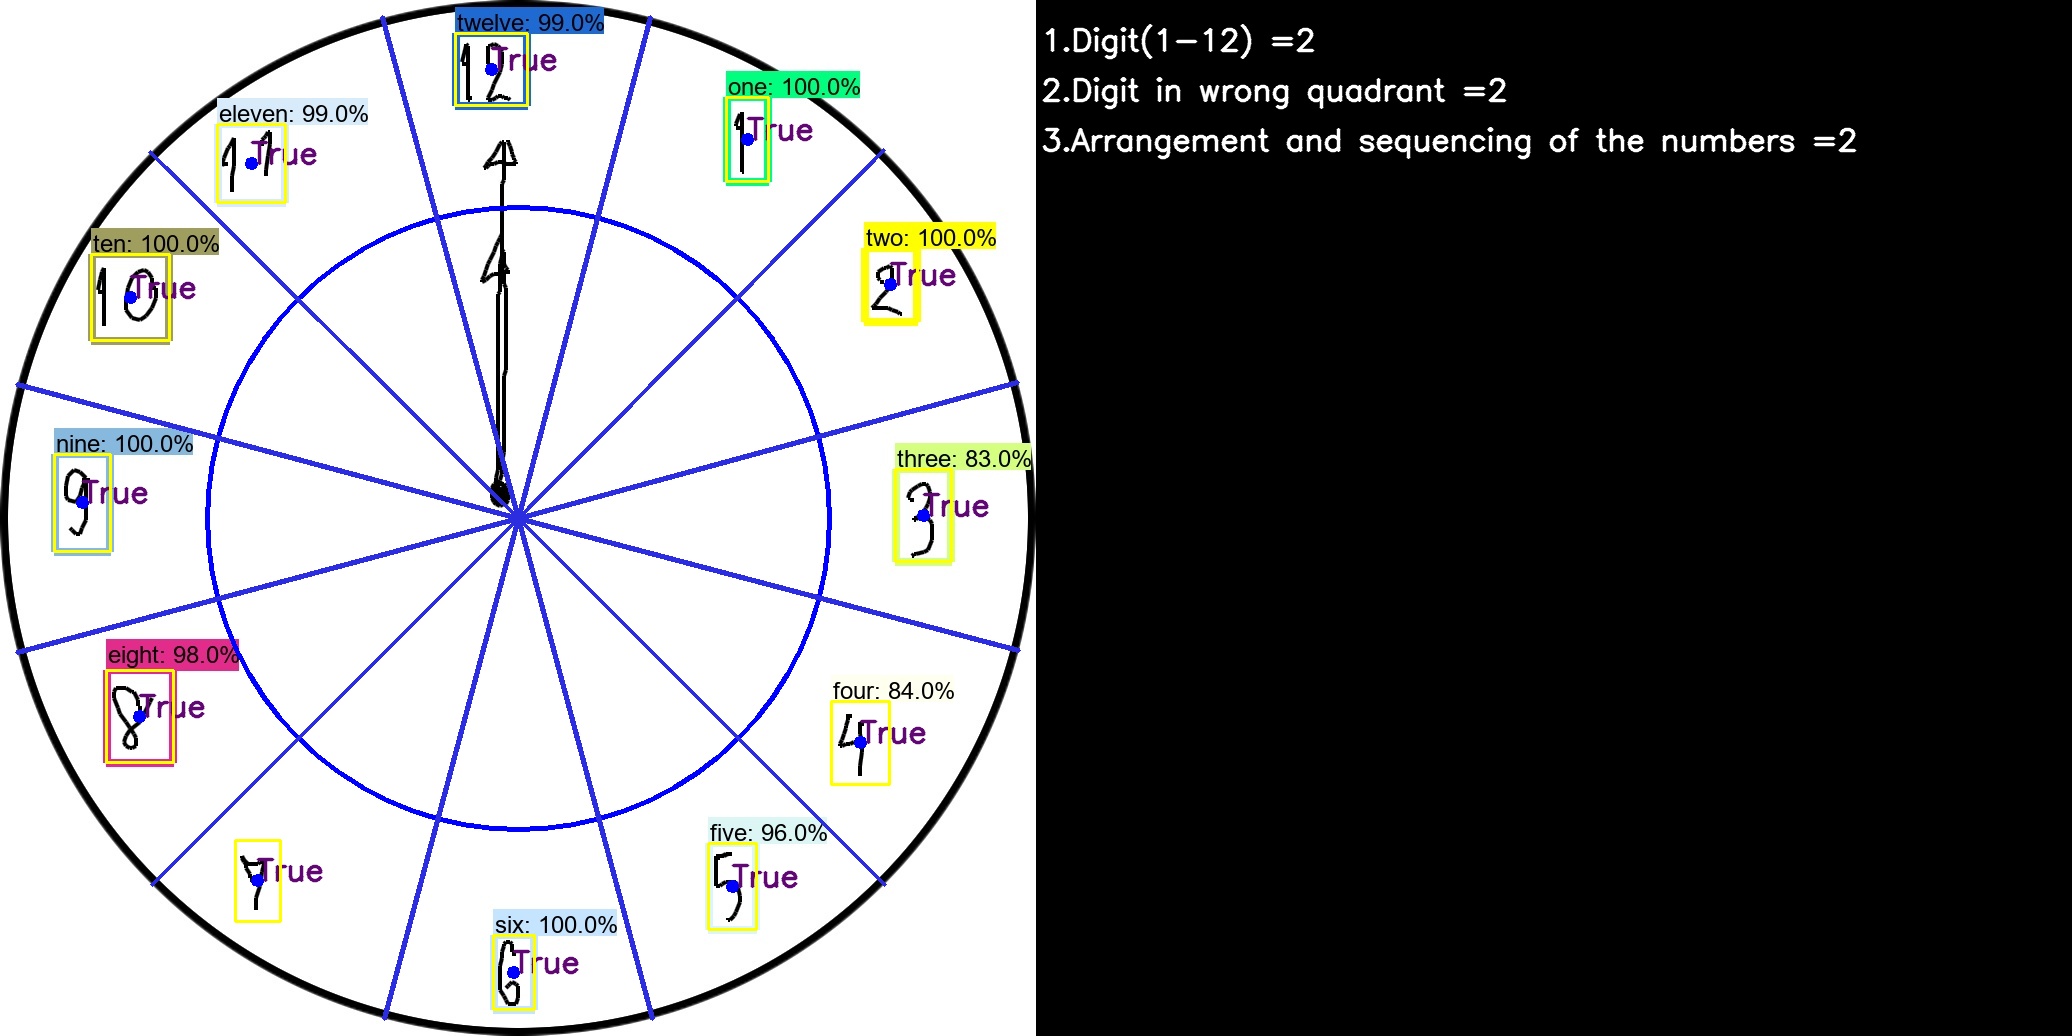 twelve: 99.0%
12 True
one: 100.0%
1 True
eleven: 99.0%
11 True
two: 100.0%
2 True
ten: 100.0%
10 True
nine: 100.0%
9 True
three: 83.0%
3 True
eight: 98.0%
8 True
four: 84.0%
4 True
five: 96.0%
5 True
7 True
six: 100.0%
6 True
1.Digit(1-12) =2
2.Digit in wrong quadrant =2
3.Arrangement and sequencing of the numbers =2